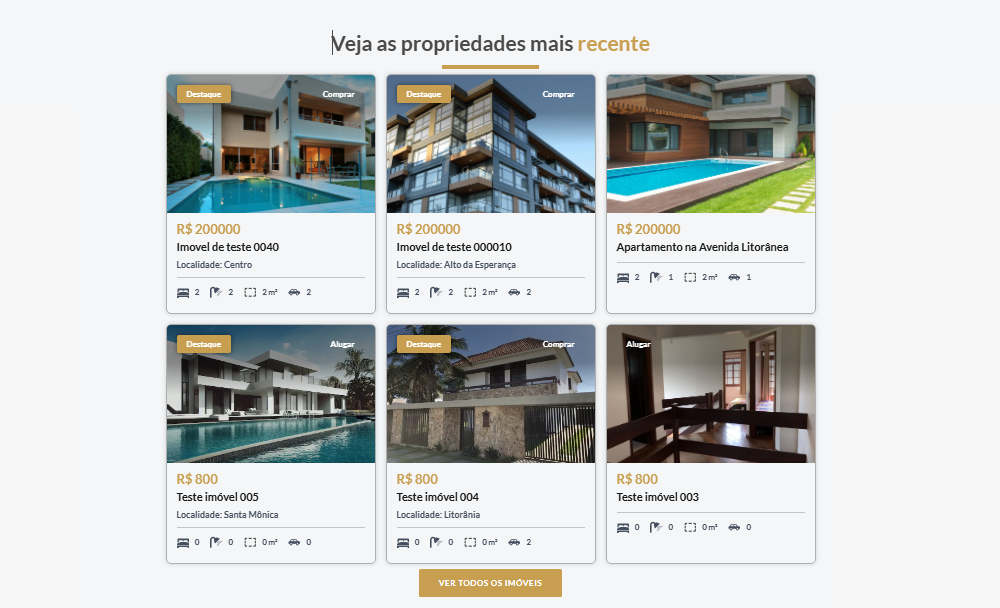 Veja as propriedades mais recente
Destaque Comprar
R$ 200000
Imovel de teste 0040
Localidade: Centro
2 2 2 m² 2
Destaque Comprar
R$ 200000
Imovel de teste 000010
Localidade: Alto da Esperança
2 2 2 m² 2
R$ 200000
Apartamento na Avenida Litorânea
2 1 2 m² 1
Destaque Alugar
R$ 800
Teste imóvel 005
Localidade: Santa Mônica
0 0 0 m² 0
Destaque Comprar
R$ 800
Teste imóvel 004
Localidade: Litorânia
0 0 0 m² 2
Alugar
R$ 800
Teste imóvel 003
0 0 0 m² 0
VER TODOS OS IMÓVEIS